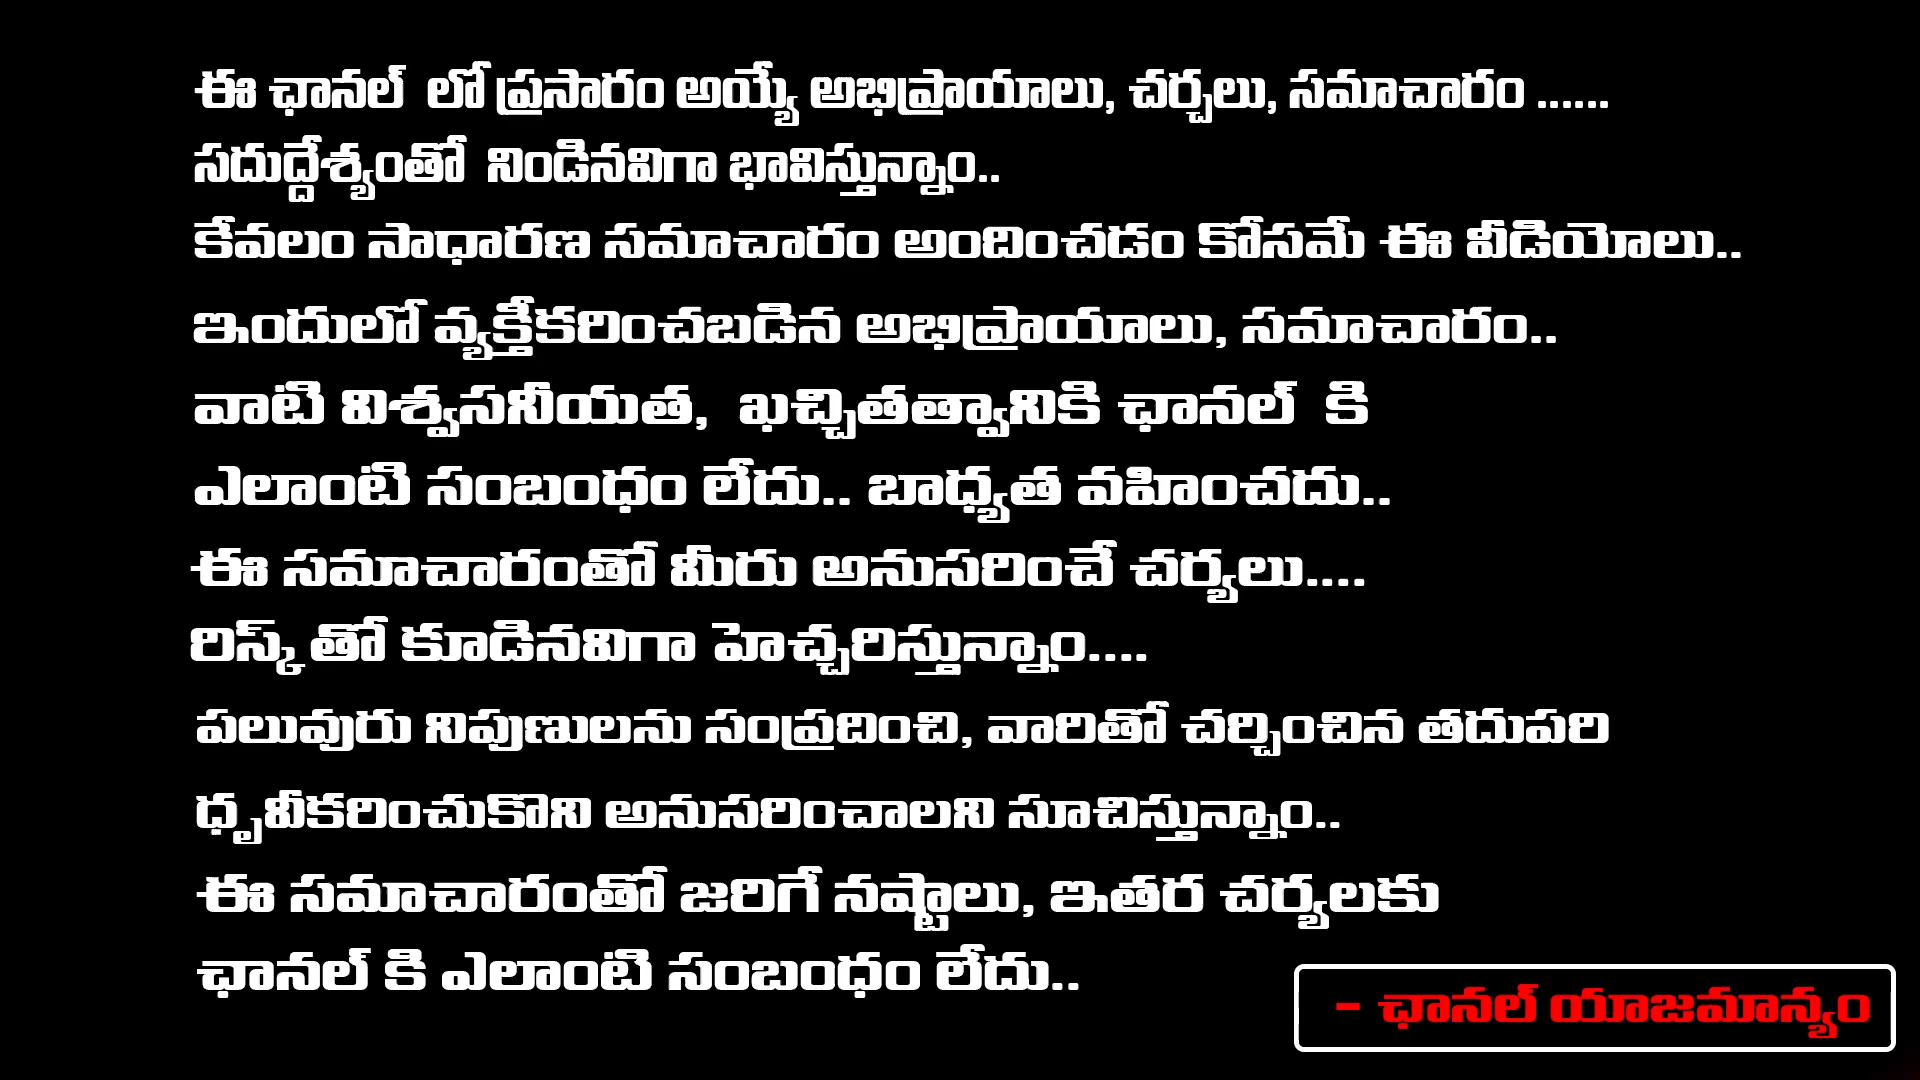 ఈ ఛానల్ లో ప్రసారం అయ్యే అభిప్రాయాలు, చర్చలు, సమాచారం ......
సదుద్దేశ్యంతో నిండినవిగా భావిస్తున్నాం..
కేవలం సాధారణ సమాచారం అందించడం కోసమే ఈ వీడియోలు..
ఇందులో వ్యక్తీకరించబడిన అభిప్రాయాలు, సమాచారం..
వాటి విశ్వసనీయత, ఖచ్చితత్వానికి ఛానల్ కి
ఎలాంటి సంబంధం లేదు.. బాధ్యత వహించదు..
ఈ సమాచారంతో మీరు అనుసరించే చర్యలు....
రిస్క్ తో కూడినవిగా హెచ్చరిస్తున్నాం....
పలువురు నిపుణులను సంప్రదించి, వారితో చర్చించిన తదుపరి
ధృవీకరించుకొని అనుసరించాలని సూచిస్తున్నాం..
ఈ సమాచారంతో జరిగే నష్టాలు, ఇతర చర్యలకు
ఛానల్ కి ఎలాంటి సంబంధం లేదు..
- ఛానల్ యాజమాన్యం